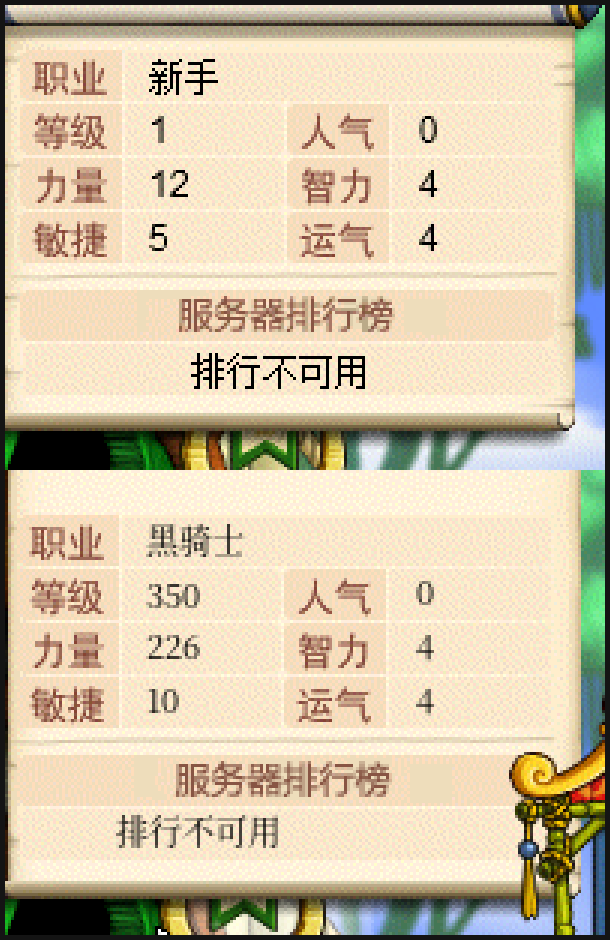 职业 新手
等级 1 人气 0
力量 12 智力 4
敏捷 5 运气 4
服务器排行榜
排行不可用
职业 黑骑士
等级 350 人气 0
力量 226 智力 4
敏捷 10 运气 4
服务器排行榜
排行不可用